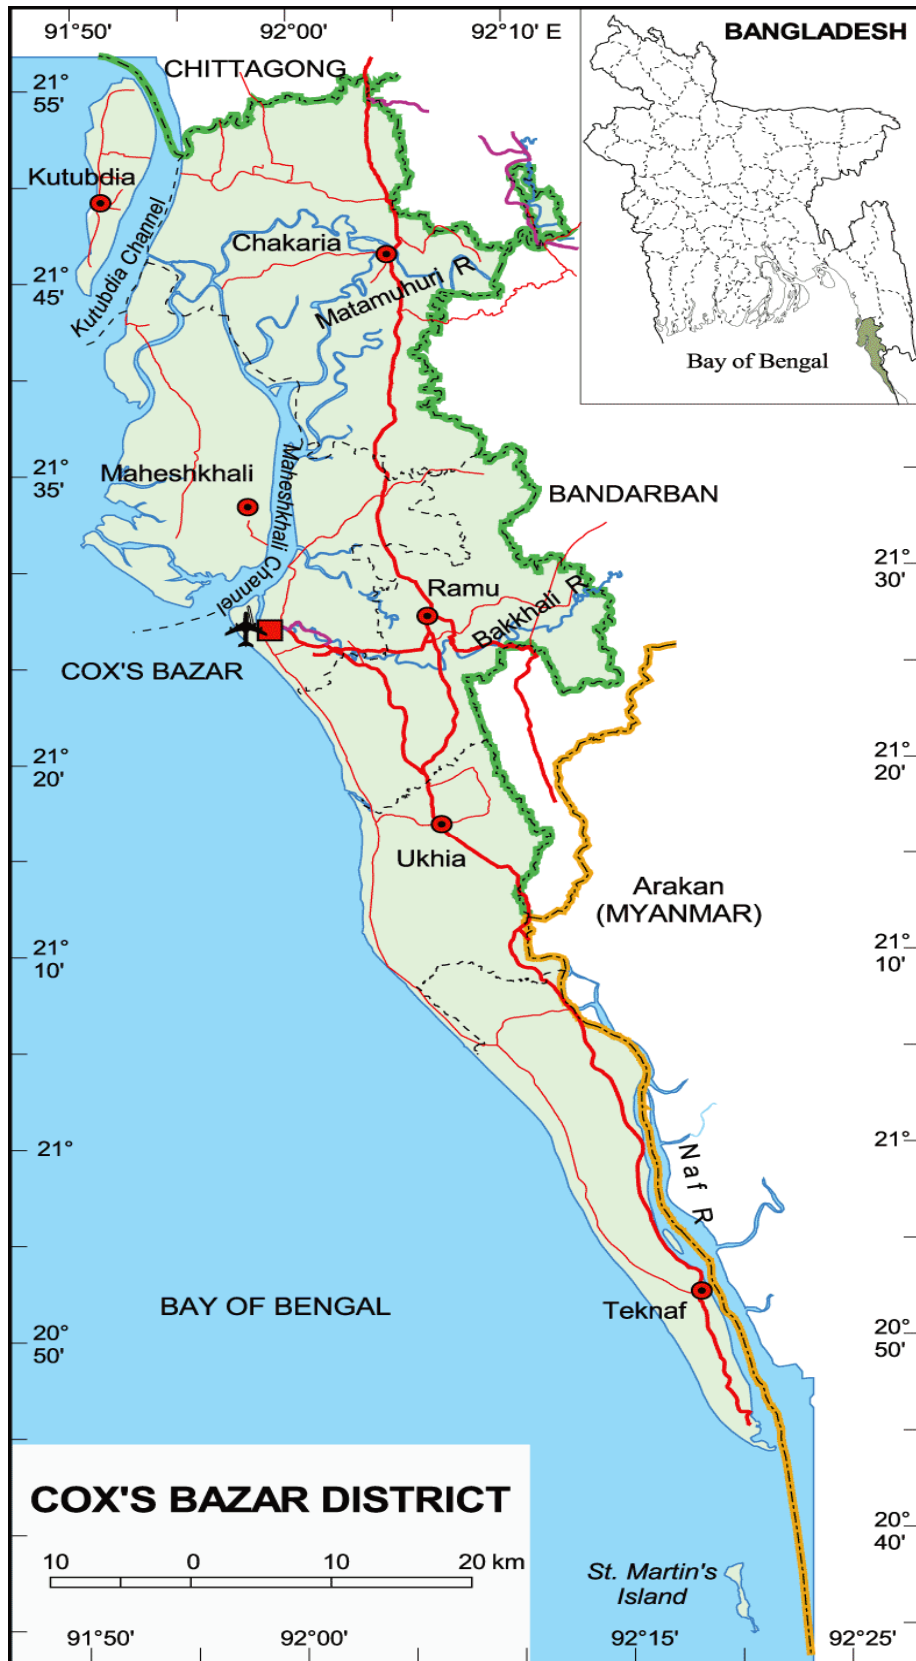 91°50'
92°00'
92°10' E
BANGLADESH
Bay of Bengal
21°
55'
CHITTAGONG
Kutubdia
Kutubdia Channel
Chakaria
Matamuhuri R
21°
45'
21°
35'
Maheshkhali
Maheshkhali Channel
BANDARBAN
21°
30'
Ramu
Bakkhali R
COX'S BAZAR
21°
20'
21°
20'
Ukhia
Arakan
(MYANMAR)
21°
10'
21°
10'
21°
21°
Naf R
BAY OF BENGAL
Teknaf
20°
50'
20°
50'
COX'S BAZAR DISTRICT
10 0 10 20 km
20°
40'
St. Martin's
Island
91°50'
92°00'
92°15'
92°25'